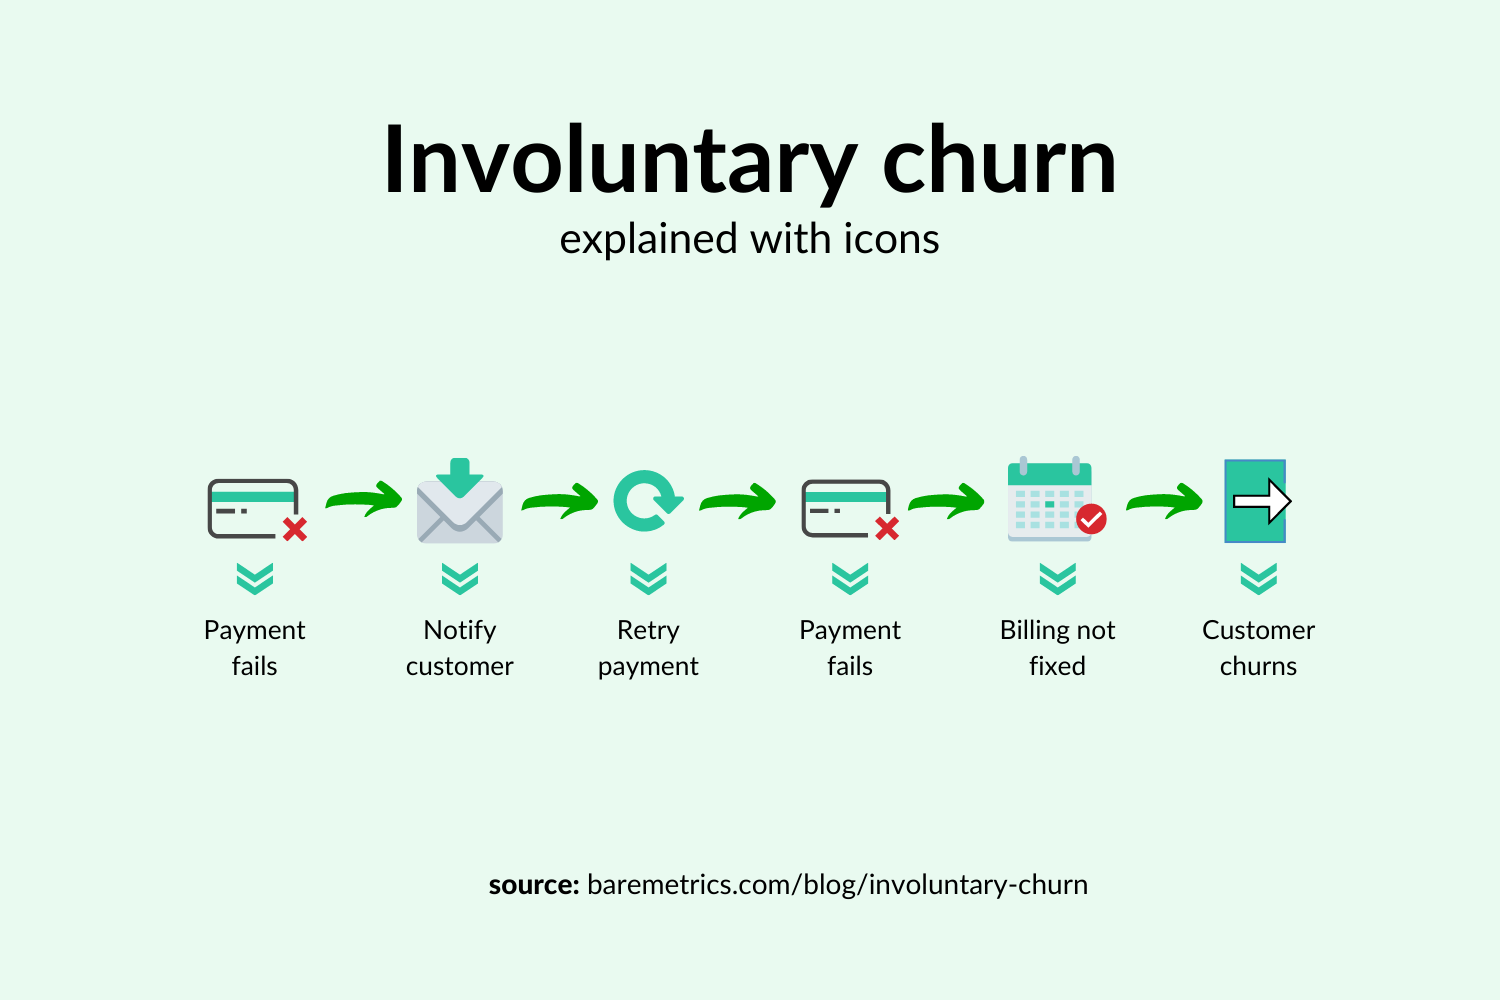 Involuntary churn
explained with icons
Payment
fails
Notify
customer
Retry
payment
Payment
fails
Billing not
fixed
Customer
churns
source: baremetrics.com/blog/involuntary-churn